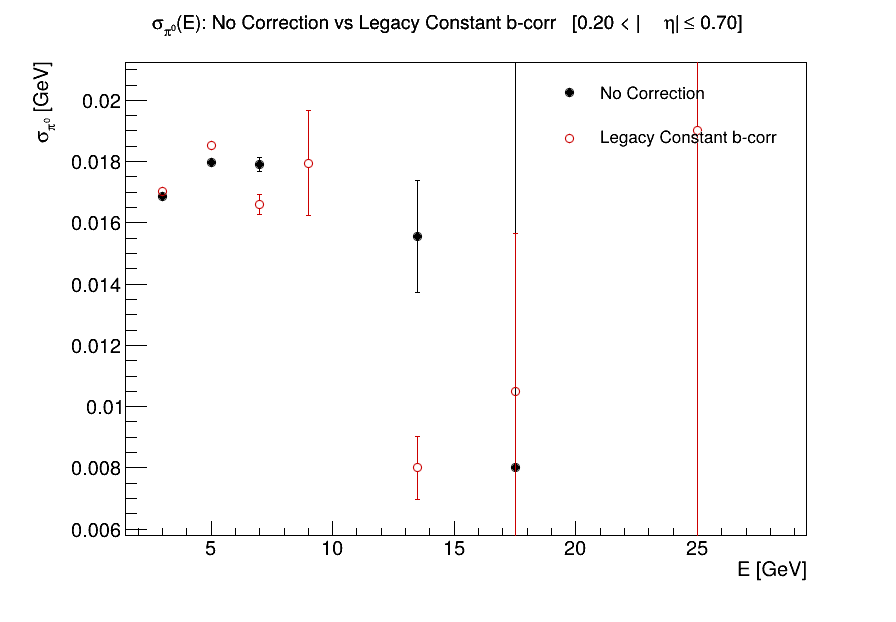 σπ⁰(E): No Correction vs Legacy Constant b-corr [0.20 < | η| ≤ 0.70]
σπ⁰ [GeV]
No Correction
Legacy Constant b-corr
0.02
0.018
0.016
0.014
0.012
0.01
0.008
0.006
5 10 15 20 25
E [GeV]